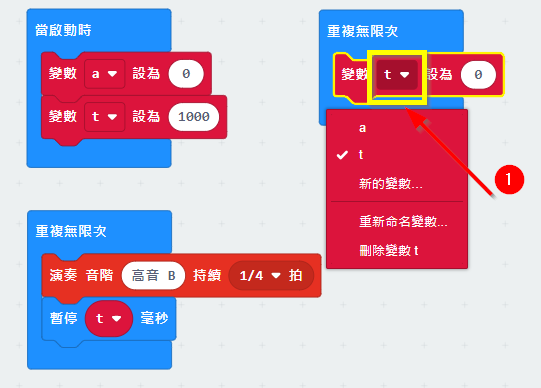 當啟動時
變數 a 設為 0
變數 t 設為 1000
重複無限次
變數 t 設為 0
a
t
新的變數...
重新命名變數...
刪除變數 t
1
重複無限次
演奏 音階 高音 B 持續 1/4 拍
暫停 t 毫秒